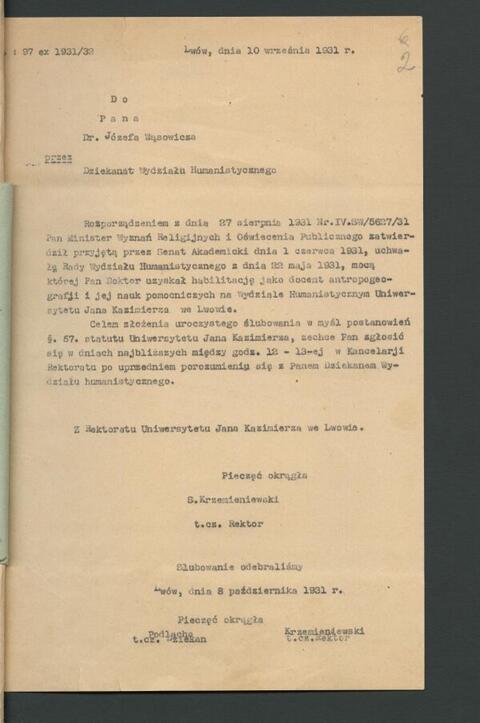 : 97 ex 1931/32
Lwów, dnia 10 września 1931 r.
2
Do
Pana
Dr. Józefa Wąsowicza
przez
Dziekanat Wydziału Humanistycznego
Rozporządzeniem z dnia 27 sierpnia 1931 Nr.IV.SW/5627/31
Pan Minister Wyznań Religijnych i Oświecenia Publicznego zatwier-
dził przyjętą przez Senat Akademicki dnia 1 czerwca 1931, uchwa-
łę Rady Wydziału Humanistycznego z dnia 22 maja 1931, mocą
której Pan Doktor uzyskał habilitację jako docent antropogeo-
grafii i jej nauk pomocniczych na Wydziale Humanistycznym Uniwer-
sytetu Jana Kazimierza we Lwowie.
Celem złożenia uroczystego ślubowania w myśl postanowień
§. 67. statutu Uniwersytetu Jana Kazimierza, zechce Pan zgłosić
się w dniach najbliższych między godz. 12 - 13-ej w Kancelarji
Rektoratu po uprzedniem porozumieniu się z Panem Dziekanem Wy-
działu humanistycznego.
Z Rektoratu Uniwersytetu Jana Kazimierza we Lwowie.
Pieczęć okrągła
S.Krzemieniewski
t.cz. Rektor
Slubowanie odebraliśmy
Lwów, dnia 8 października 1931 r.
Pieczęć okrągła
Podlacha Krzemieniewski
t.cz. Dziekan t.cz.Rektor